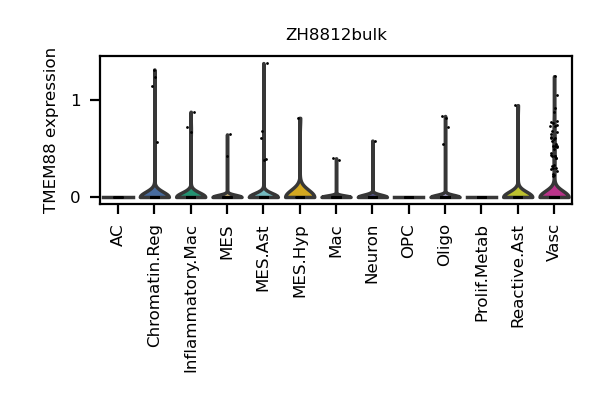 ZH8812bulk
TMEM88 expression
1
0
AC
Chromatin.Reg
Inflammatory.Mac
MES
MES.Ast
MES.Hyp
Mac
Neuron
OPC
Oligo
Prolif.Metab
Reactive.Ast
Vasc